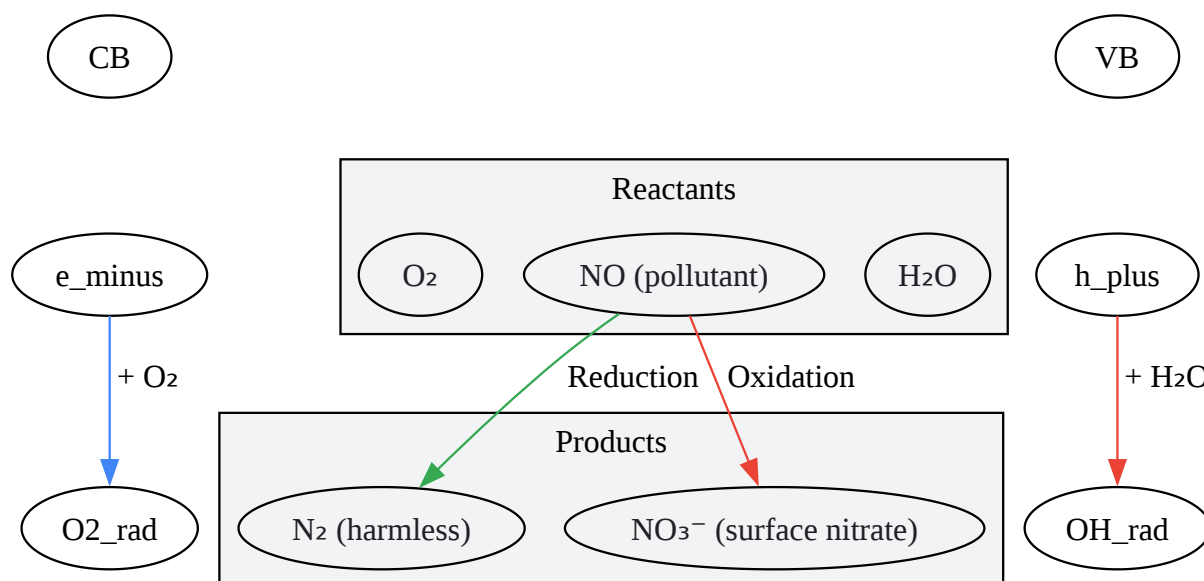 CB
VB
Reactants
e_minus
O₂
NO (pollutant)
H₂O
h_plus
+ O₂
Reduction
Oxidation
+ H₂O
Products
O2_rad
N₂ (harmless)
NO₃⁻ (surface nitrate)
OH_rad